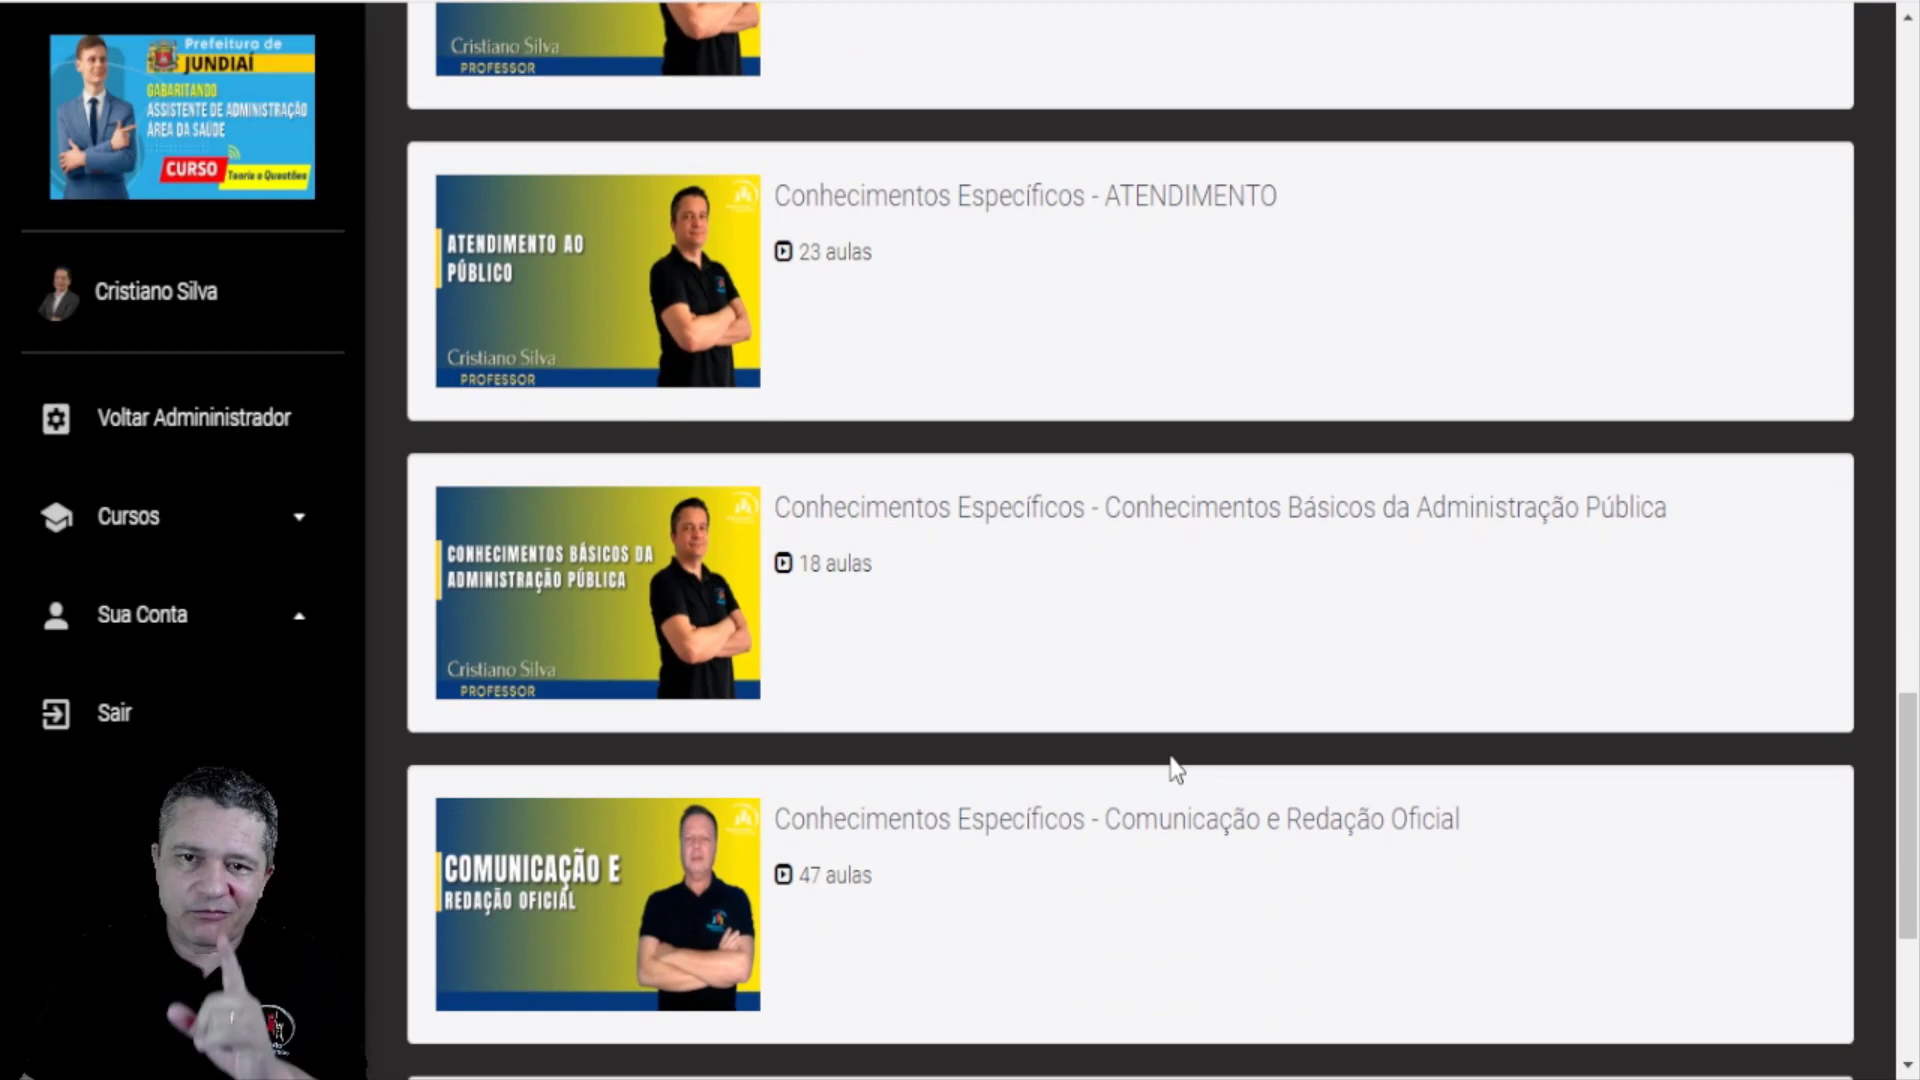 Prefeitura de
JUNDIAÍ
GABARITANDO
ASSISTENTE DE ADMINISTRAÇÃO
ÁREA DA SAÚDE
CURSO
Teoria e Questões
Cristiano Silva
Voltar Admininistrador
Cursos
Sua Conta
Sair
Cristiano Silva
PROFESSOR
ATENDIMENTO AO
PÚBLICO
Cristiano Silva
PROFESSOR
Conhecimentos Específicos - ATENDIMENTO
23 aulas
CONHECIMENTOS BÁSICOS DA
ADMINISTRAÇÃO PÚBLICA
Cristiano Silva
PROFESSOR
Conhecimentos Específicos - Conhecimentos Básicos da Administração Pública
18 aulas
COMUNICAÇÃO E
REDAÇÃO OFICIAL
Conhecimentos Específicos - Comunicação e Redação Oficial
47 aulas